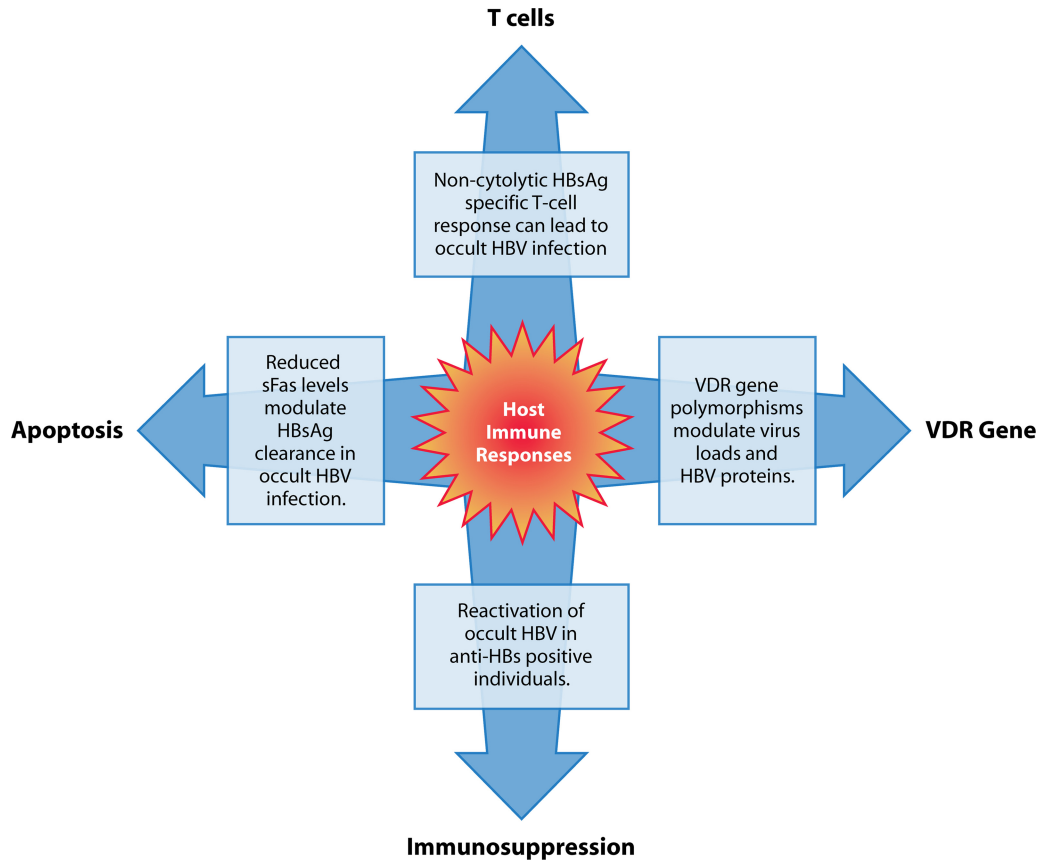 T cells
Non-cytolytic HBsAg
specific T-cell
response can lead to
occult HBV infection
Reduced
sFas levels
modulate
HBsAg
clearance in
occult HBV
infection.
Apoptosis
Host
Immune
Responses
VDR gene
polymorphisms
modulate virus
loads and
HBV proteins.
VDR Gene
Reactivation of
occult HBV in
anti-HBs positive
individuals.
Immunosuppression